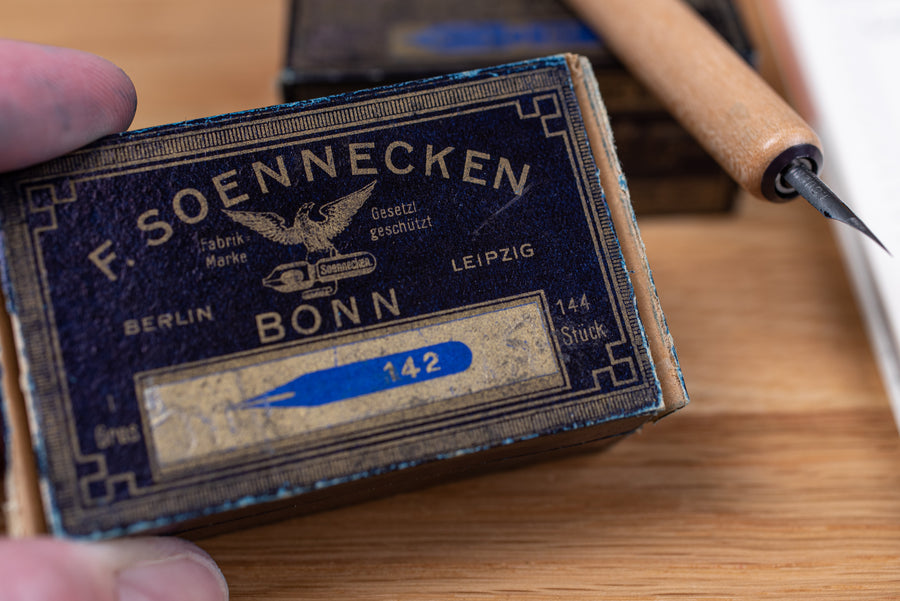 F. SOENNECKEN
Fabrik-
Marke
Gesetzl.
geschützt
Soennecken
BERLIN
BONN
LEIPZIG
144
Stück
1
Gros
142